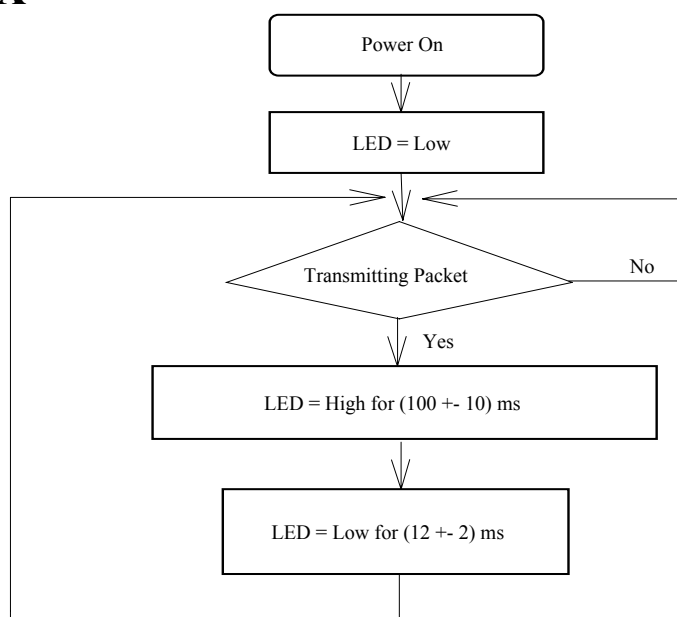 Power On
LED = Low
Transmitting Packet
No
Yes
LED = High for (100 +- 10) ms
LED = Low for (12 +- 2) ms